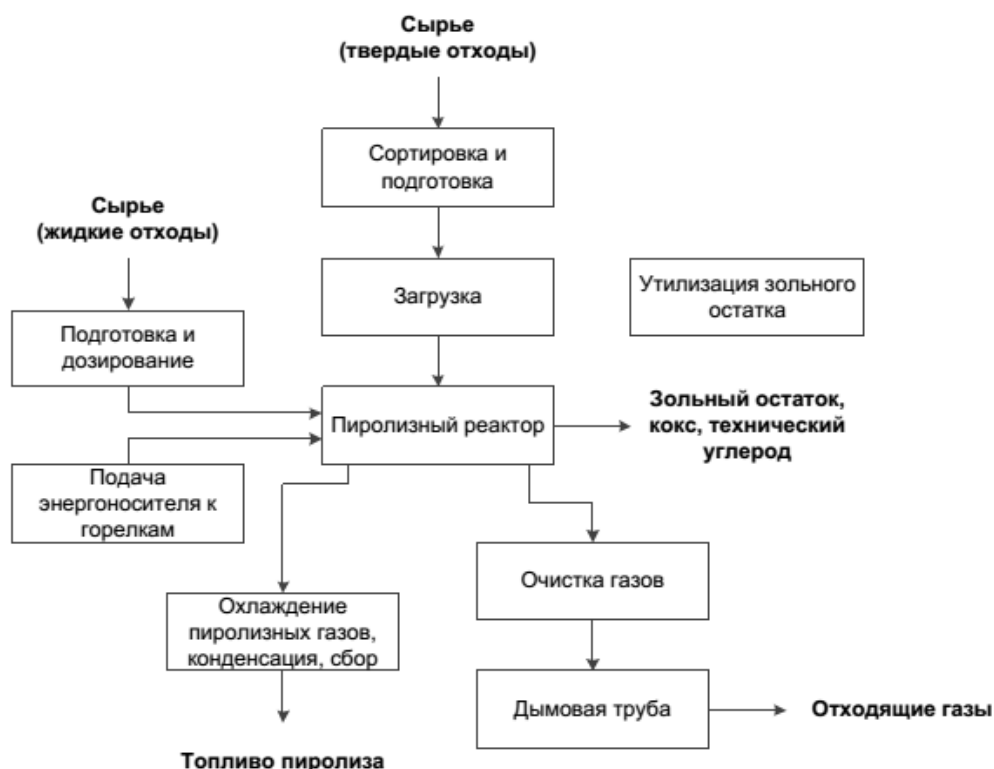 Сырье
(твердые отходы)
Сортировка и
подготовка
Сырье
(жидкие отходы)
Загрузка
Утилизация зольного
остатка
Подготовка и
дозирование
Пиролизный реактор
Зольный остаток,
кокс, технический
углерод
Подача
энергоносителя к
горелкам
Очистка газов
Охлаждение
пиролизных газов,
конденсация, сбор
Дымовая труба
Отходящие газы
Топливо пиролиза